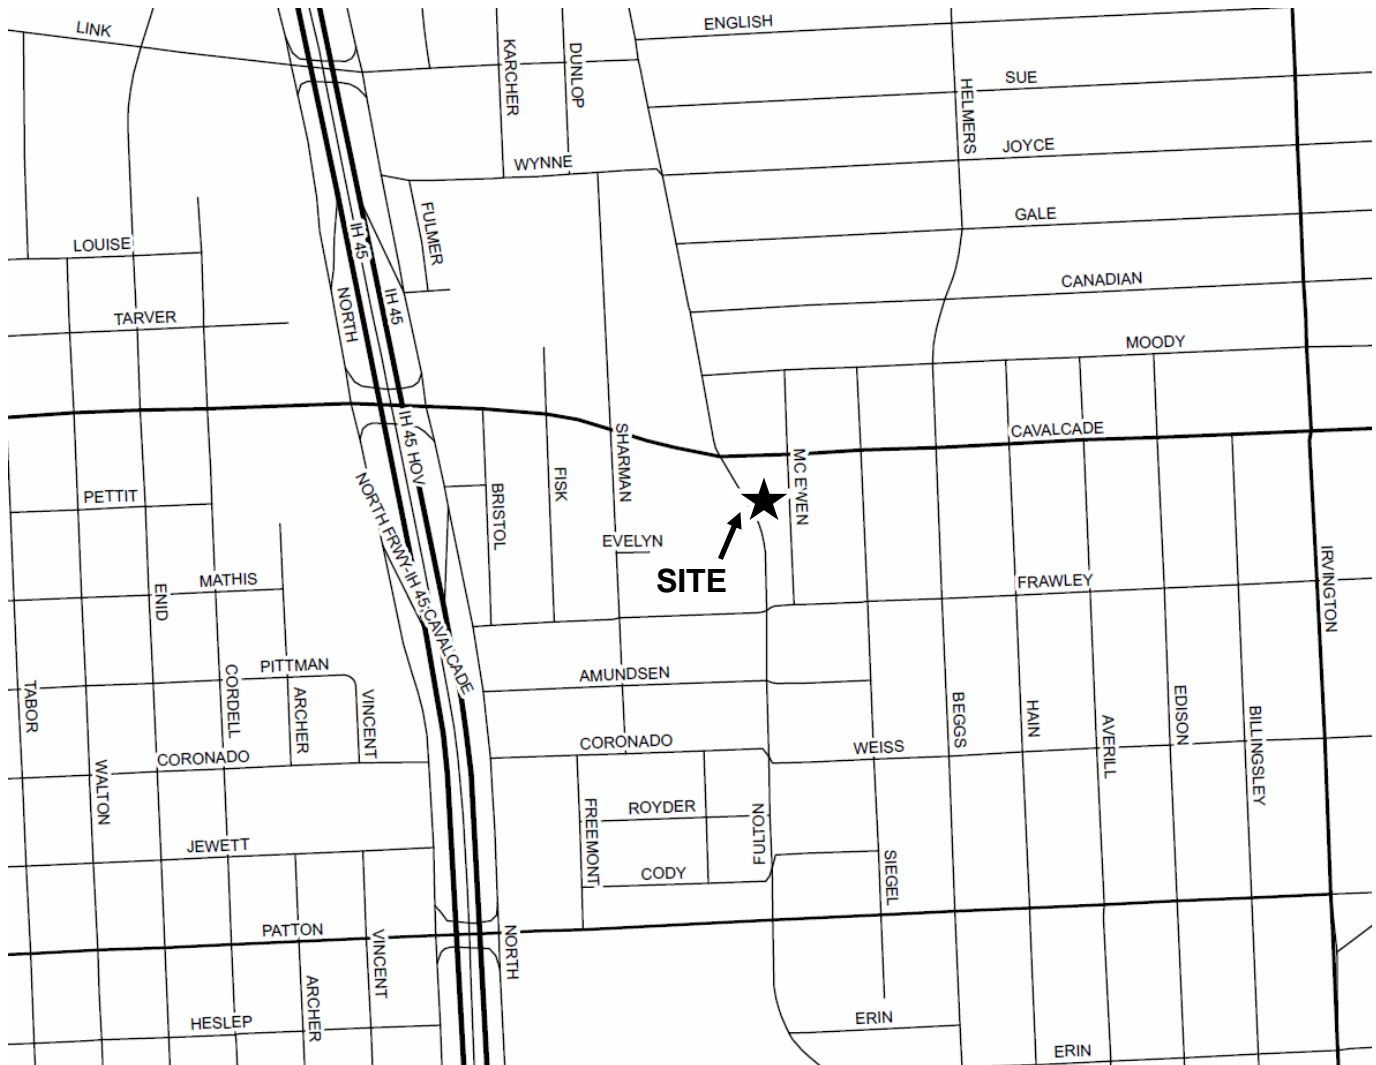 LINK
ENGLISH
KARCHER
DUNLOP
SUE
HELMERS
JOYCE
WYNNE
FULMER
GALE
LOUISE
IH 45
CANADIAN
NORTH
IH 45
TARVER
MOODY
CAVALCADE
IH 45 HOV
SHARMAN
MC EWEN
FISK
BRISTOL
PETTIT
NORTH FRWY-IH 45;CAVALCADE
EVELYN
SITE
MATHIS
ENID
FRAWLEY
IRVINGTON
PITTMAN
AMUNDSEN
TABOR
CORDELL
ARCHER
VINCENT
BEGGS
HAIN
AVERILL
EDISON
BILLINGSLEY
CORONADO
CORONADO
WEISS
WALTON
FREEMONT
ROYDER
FULTON
JEWETT
CODY
SIEGEL
PATTON
VINCENT
NORTH
ARCHER
HESLEP
ERIN
ERIN